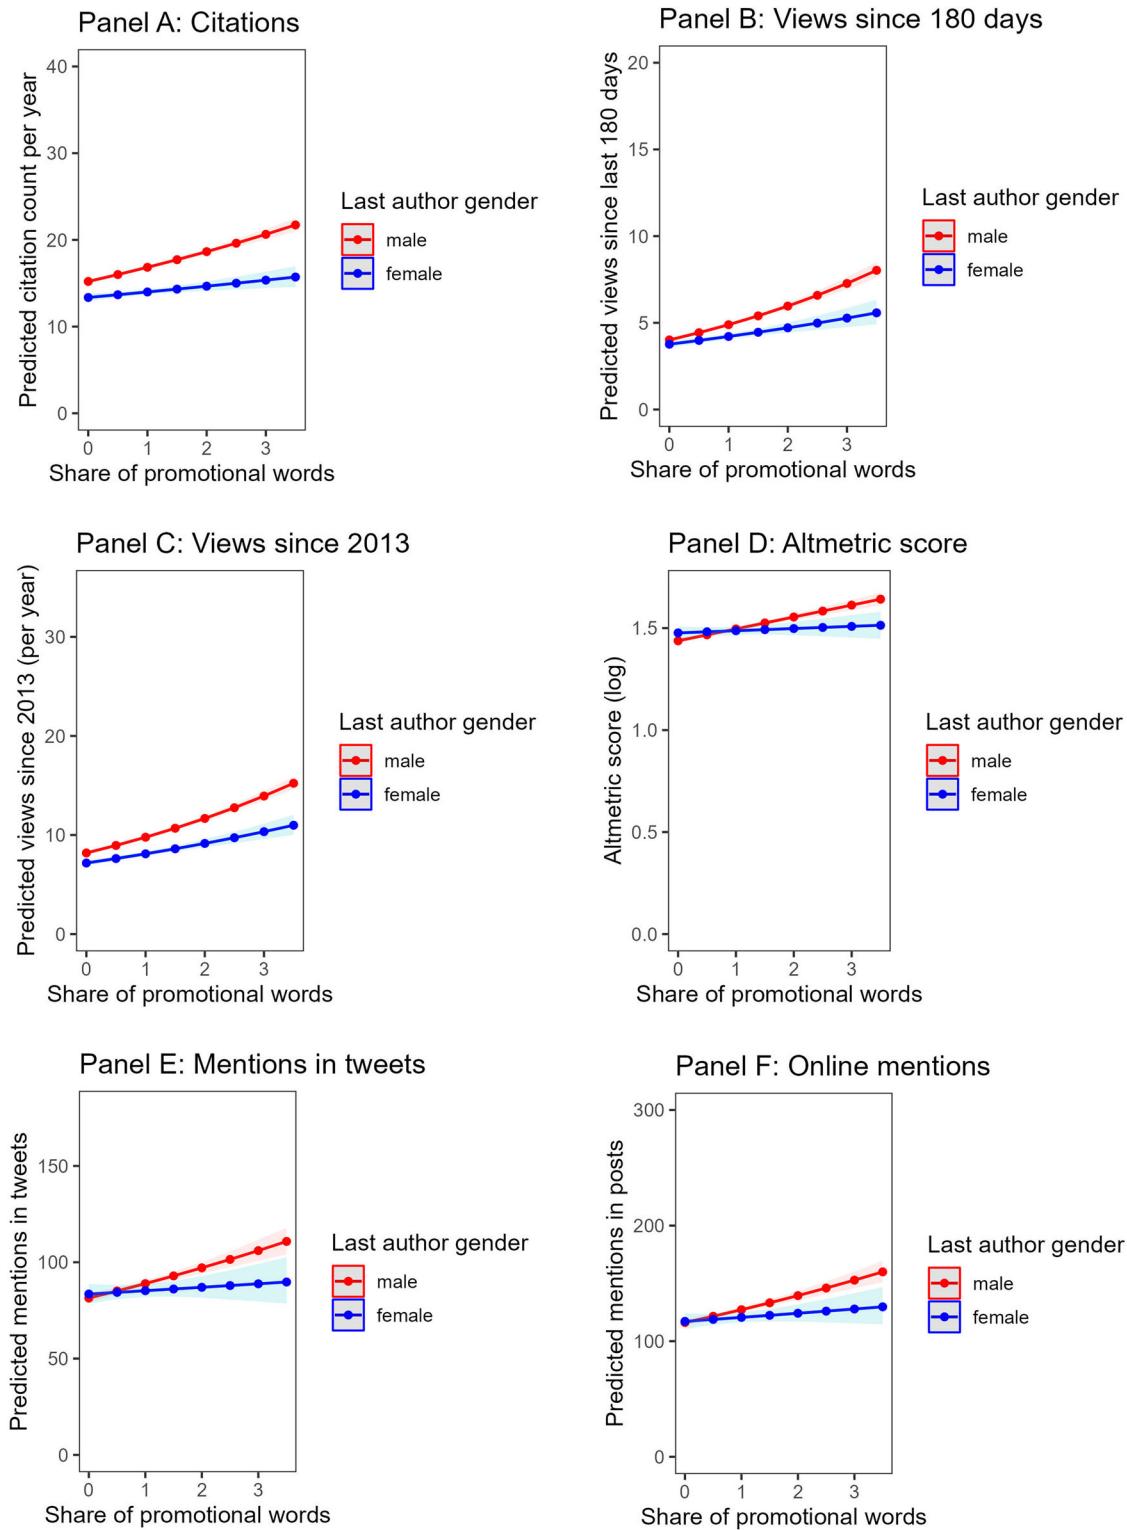 Panel A: Citations
Predicted citation count per year
40
30
20
10
0
0 1 2 3
Share of promotional words
Last author gender
male
female
Panel B: Views since 180 days
Predicted views since last 180 days
20
15
10
5
0
0 1 2 3
Share of promotional words
Last author gender
male
female
Panel C: Views since 2013
Predicted views since 2013 (per year)
30
20
10
0
0 1 2 3
Share of promotional words
Last author gender
male
female
Panel D: Altmetric score
Altmetric score (log)
1.5
1.0
0.5
0.0
0 1 2 3
Share of promotional words
Last author gender
male
female
Panel E: Mentions in tweets
Predicted mentions in tweets
150
100
50
0
0 1 2 3
Share of promotional words
Last author gender
male
female
Panel F: Online mentions
Predicted mentions in posts
300
200
100
0
0 1 2 3
Share of promotional words
Last author gender
male
female